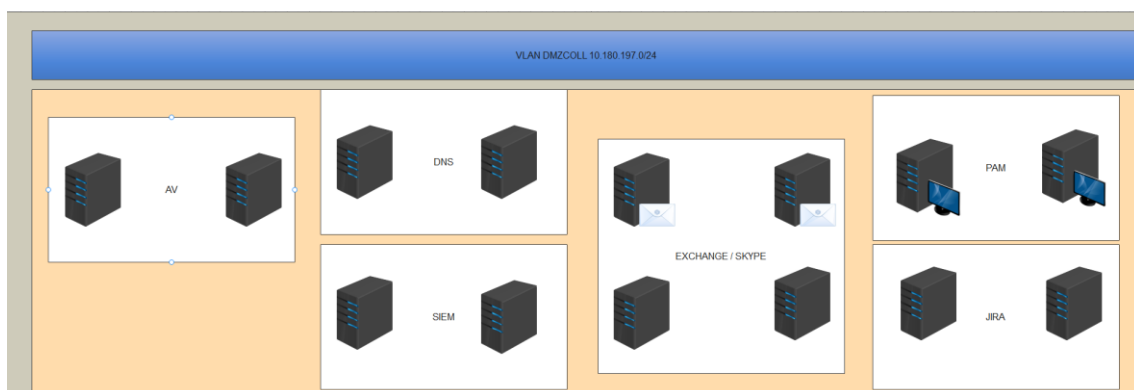 VLAN DMZCOLL 10.180.197.0/24
AV
DNS
SIEM
EXCHANGE / SKYPE
PAM
JIRA